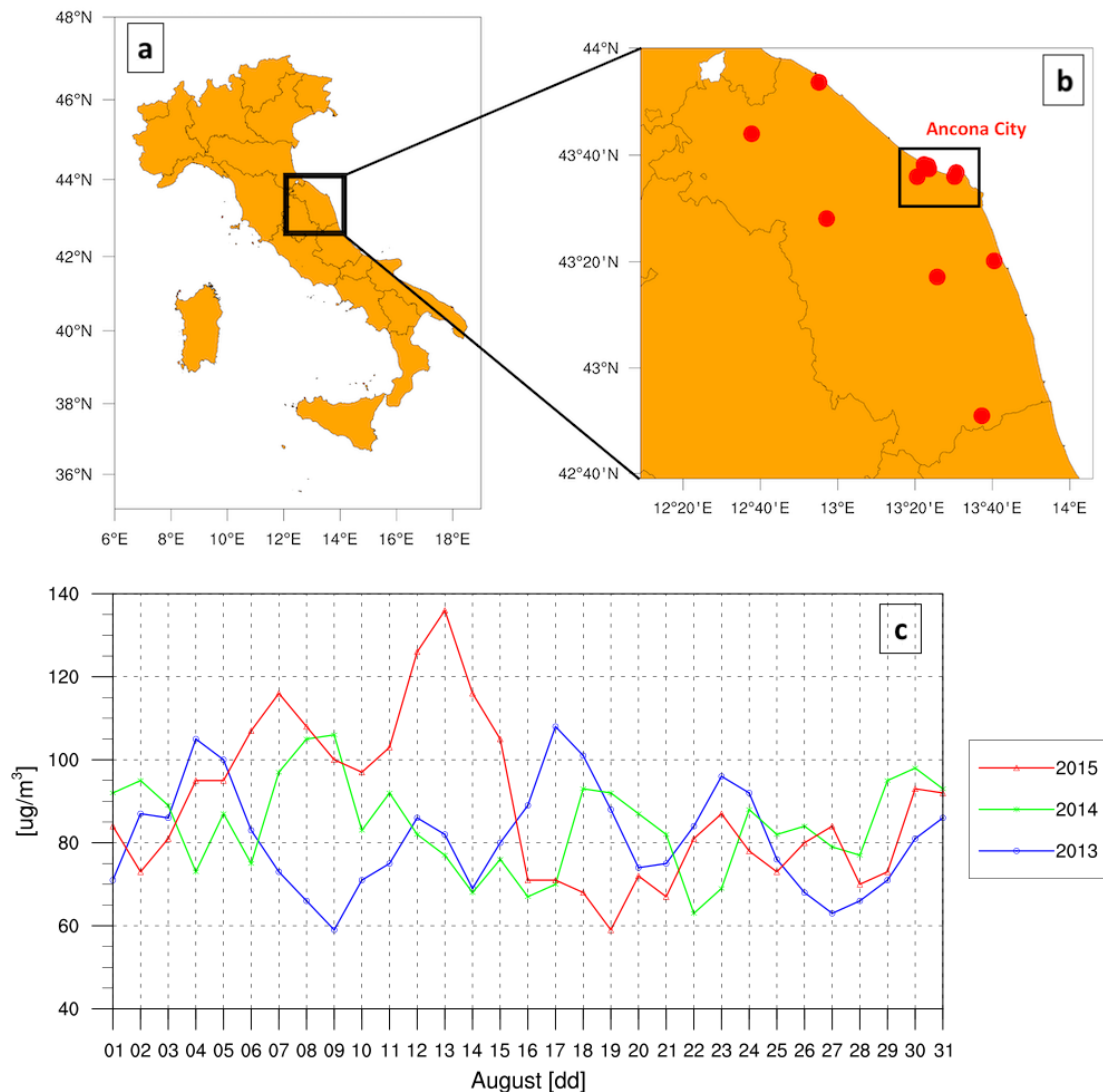 a
48°N
46°N
44°N
42°N
40°N
38°N
36°N
6°E 8°E 10°E 12°E 14°E 16°E 18°E
b
Ancona City
44°N
43°40'N
43°20'N
43°N
42°40'N
12°20'E 12°40'E 13°E 13°20'E 13°40'E 14°E
c
[ug/m³]
140
120
100
80
60
40
01 02 03 04 05 06 07 08 09 10 11 12 13 14 15 16 17 18 19 20 21 22 23 24 25 26 27 28 29 30 31
August [dd]
2015
2014
2013